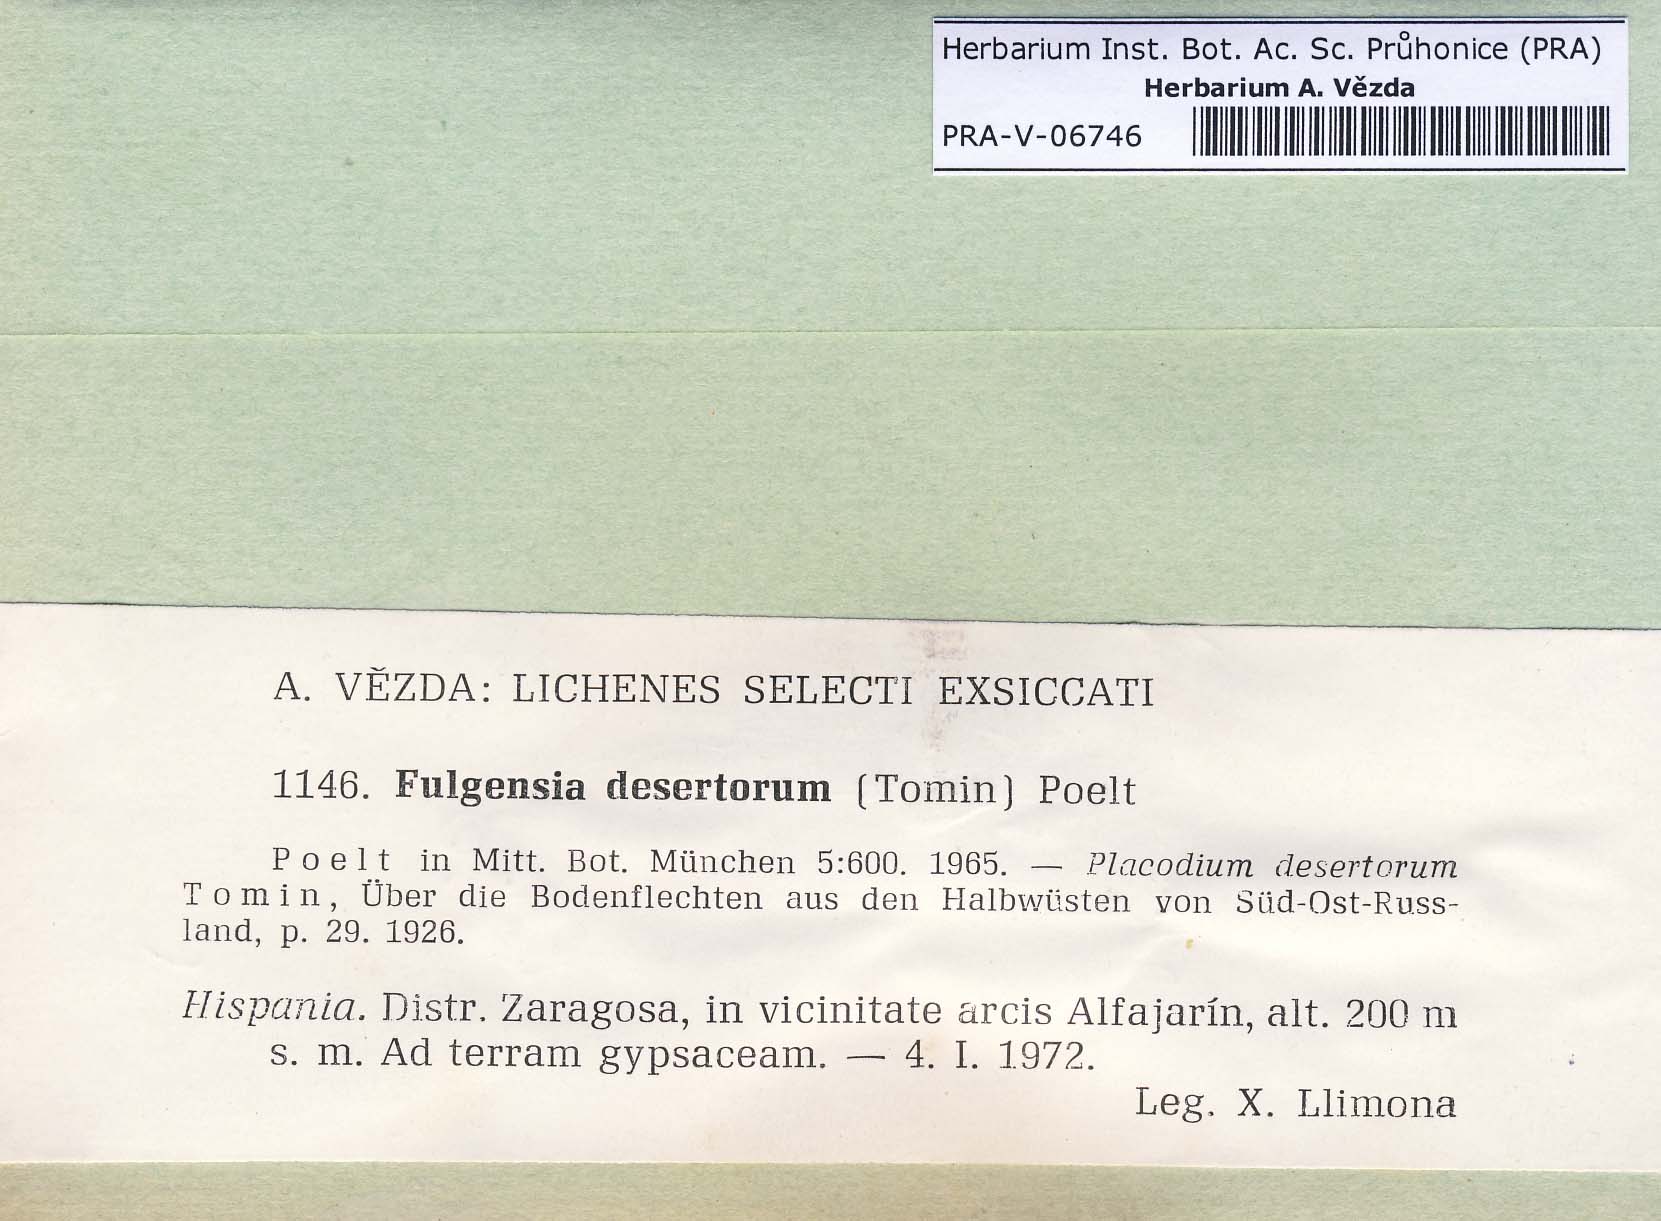 Herbarium Inst. Bot. Ac. Sc. Průhonice (PRA)
Herbarium A. Vězda
PRA-V-06746
A. VĚZDA: LICHENES SELECTI EXSICCATI
1146. Fulgensia desertorum (Tomin) Poelt
Poelt in Mitt. Bot. München 5:600. 1965. — Placodium desertorum
Tomin, Über die Bodenflechten aus den Halbwüsten von Süd-Ost-Russ-
land, p. 29. 1926.
Hispania. Distr. Zaragosa, in vicinitate arcis Alfajarín, alt. 200 m
s. m. Ad terram gypsaceam. — 4. I. 1972.
Leg. X. Llimona